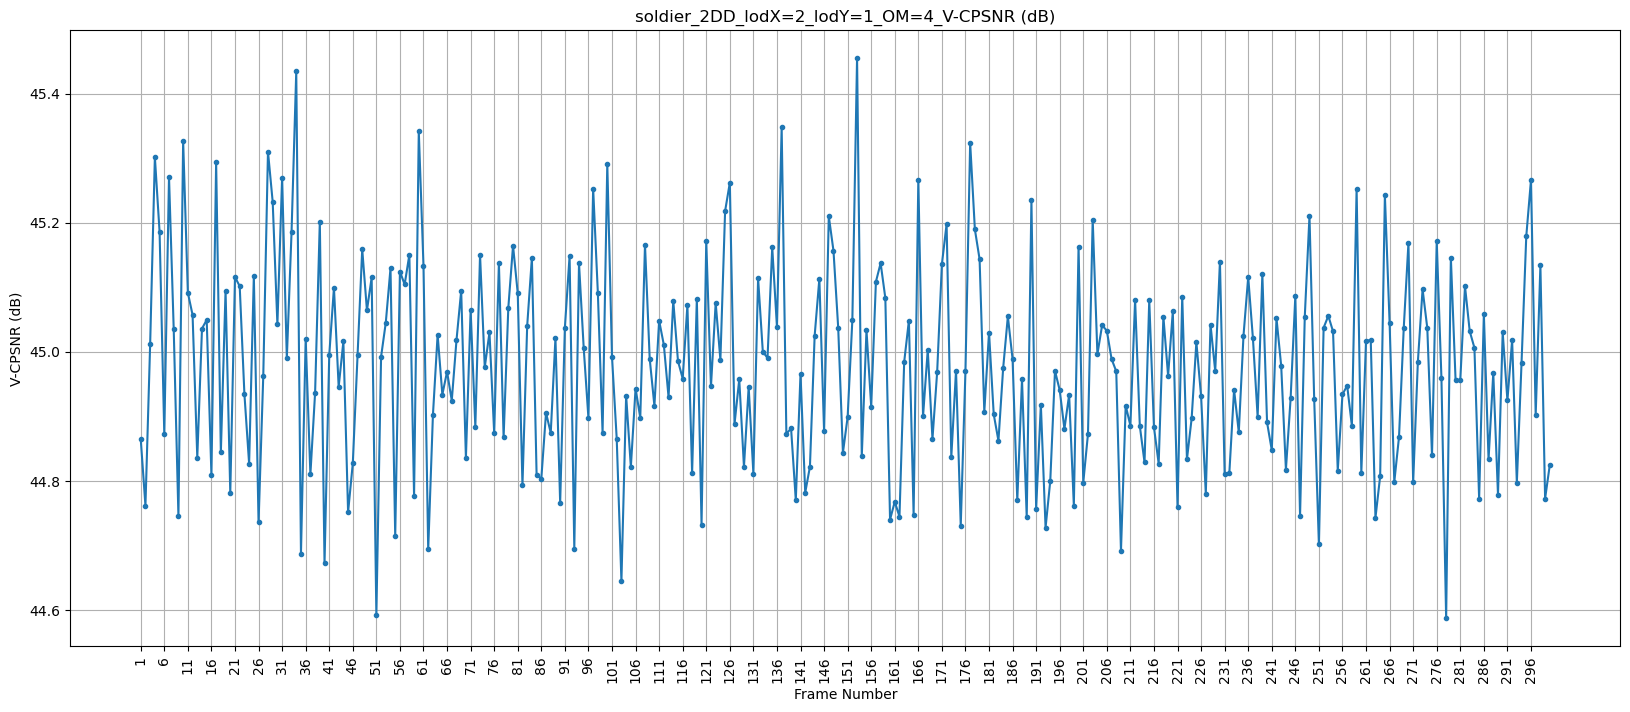 soldier_2DD_lodX=2_lodY=1_OM=4_V-CPSNR (dB)
V-CPSNR (dB)
45.4
45.2
45.0
44.8
44.6
1 6 11 16 21 26 31 36 41 46 51 56 61 66 71 76 81 86 91 96 101 106 111 116 121 126 131 136 141 146 151 156 161 166 171 176 181 186 191 196 201 206 211 216 221 226 231 236 241 246 251 256 261 266 271 276 281 286 291 296
Frame Number